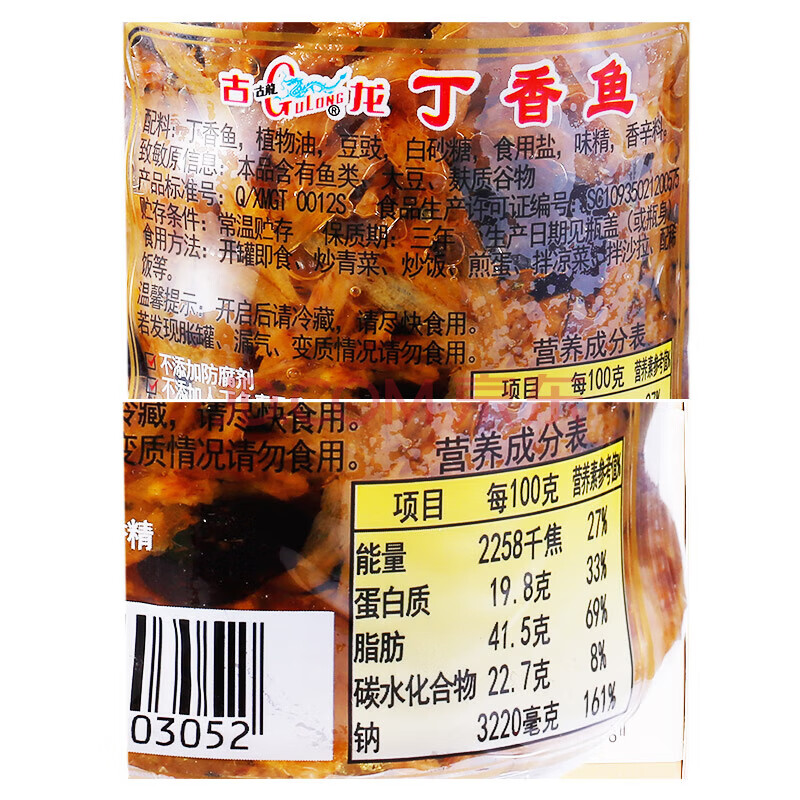 古 古龍 GULONG® 龙 丁香鱼
配料：丁香鱼，植物油，豆豉，白砂糖，食用盐，味精，香辛料。
致敏原信息：本品含有鱼类、大豆、麸质谷物
产品标准号：Q/XMGT 0012S 食品生产许可证编号：SC10935021200575
贮存条件：常温贮存 保质期：三年 生产日期见瓶盖（或瓶身）
食用方法：开罐即食、炒青菜、炒饭、煎蛋、拌凉菜、拌沙拉、配稀
饭等。
温馨提示：开启后请冷藏，请尽快食用。
若发现胀罐、漏气、变质情况请勿食用。
不添加防腐剂
营养成分表
项目 每100克 营养素参考值%
冷藏，请尽快食用。
变质情况请勿食用。
精
03052
营养成分表
项目 每100克 营养素参考值%
能量 2258千焦 27%
蛋白质 19.8克 33%
脂肪 41.5克 69%
碳水化合物 22.7克 8%
钠 3220毫克 161%